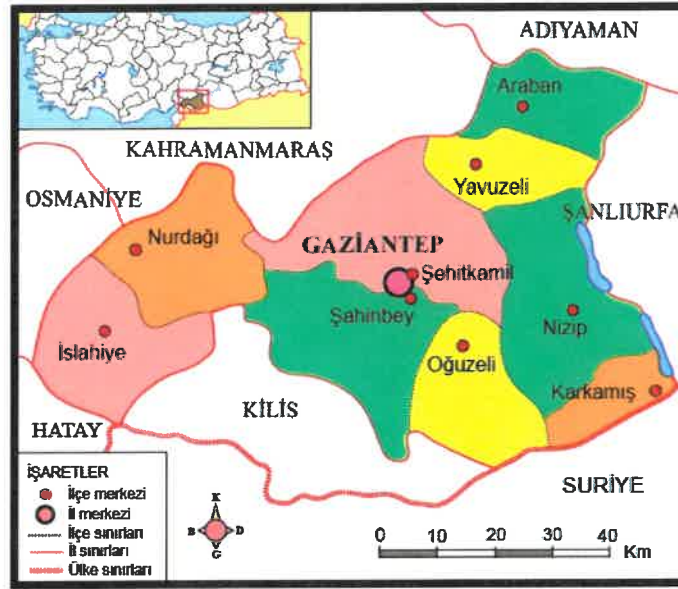 ADIYAMAN
Araban
KAHRAMANMARAŞ
Yavuzeli
OSMANİYE
ŞANLIURFA
Nurdağı
GAZİANTEP
Şehitkamil
Şahinbey
Nizip
İslahiye
Oğuzeli
Karkamış
KİLİS
HATAY
SURİYE
İŞARETLER
İlçe merkezi
İl merkezi
İlçe sınırları
İl sınırları
Ülke sınırları
K
B D
G
0 10 20 30 40
Km